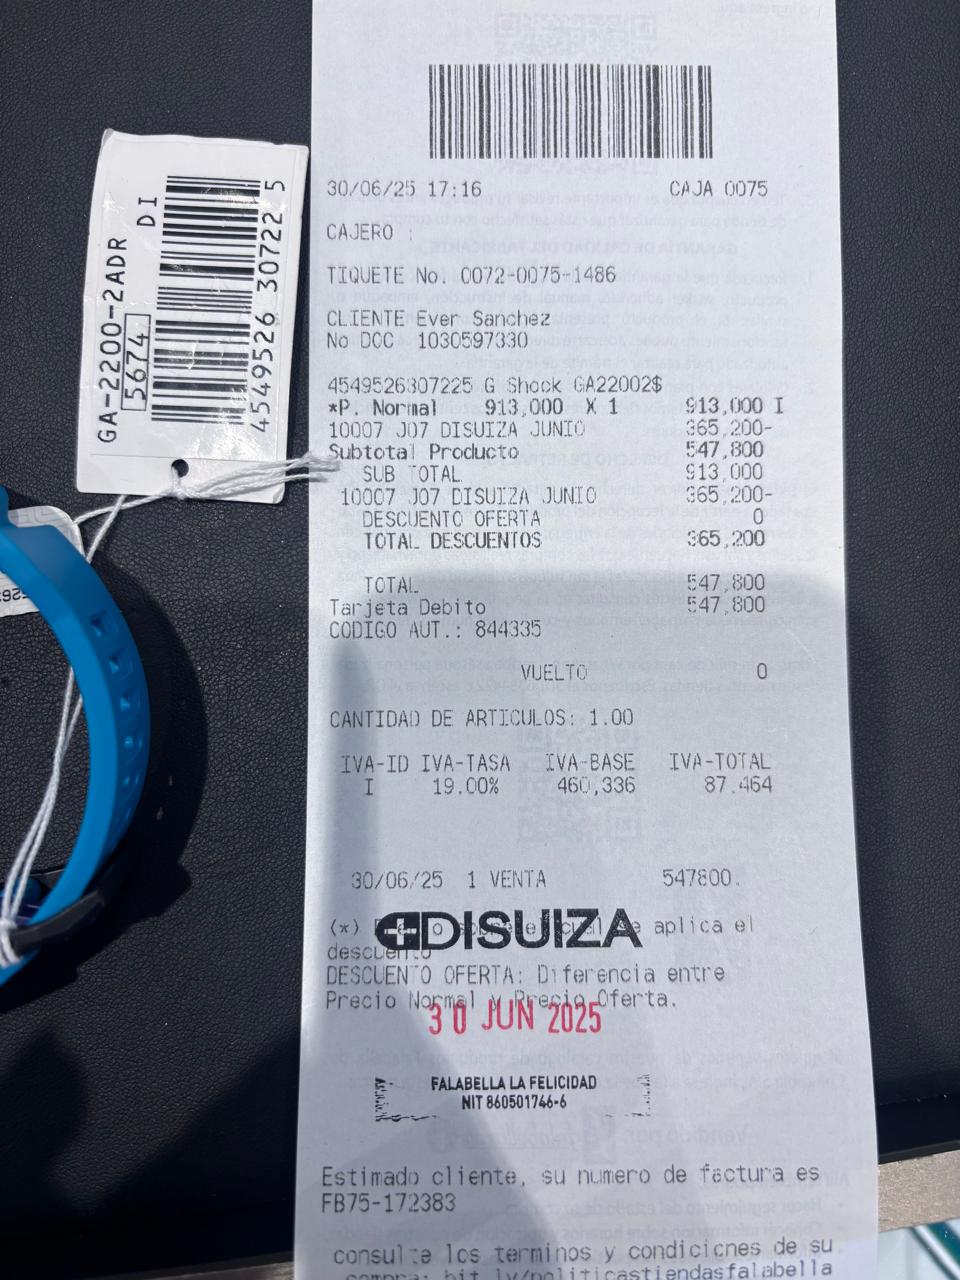 GA-2200-2ADR DI
5674
4549526 30722 5
30/06/25 17:16 CAJA 0075
CAJERO :
TIQUETE No. 0072-0075-1486
CLIENTE Ever Sanchez
No DOC 1030597330
4549526307225 G Shock GA22002$
*P. Normal 913,000 X 1 913,000 I
10007 J07 DISUIZA JUNIO 365,200-
Subtotal Producto 547,800
SUB TOTAL 913,000
10007 J07 DISUIZA JUNIO 365,200-
DESCUENTO OFERTA 0
TOTAL DESCUENTOS 365,200
TOTAL 547,800
Tarjeta Debito 547,800
CODIGO AUT.: 844335
VUELTO 0
CANTIDAD DE ARTICULOS: 1.00
IVA-ID IVA-TASA IVA-BASE IVA-TOTAL
I 19.00% 460,336 87.464
30/06/25 1 VENTA 547800.
DISUIZA
(*) aplica el
descuento
DESCUENTO OFERTA: Diferencia entre
Precio Normal y Precio Oferta.
30 JUN 2025
FALABELLA LA FELICIDAD
NIT 860501746-6
Estimado cliente, su numero de factura es
FB75-172383
consulte los terminos y condiciones de su
compra: bit.ly/politicastiendasfalabella